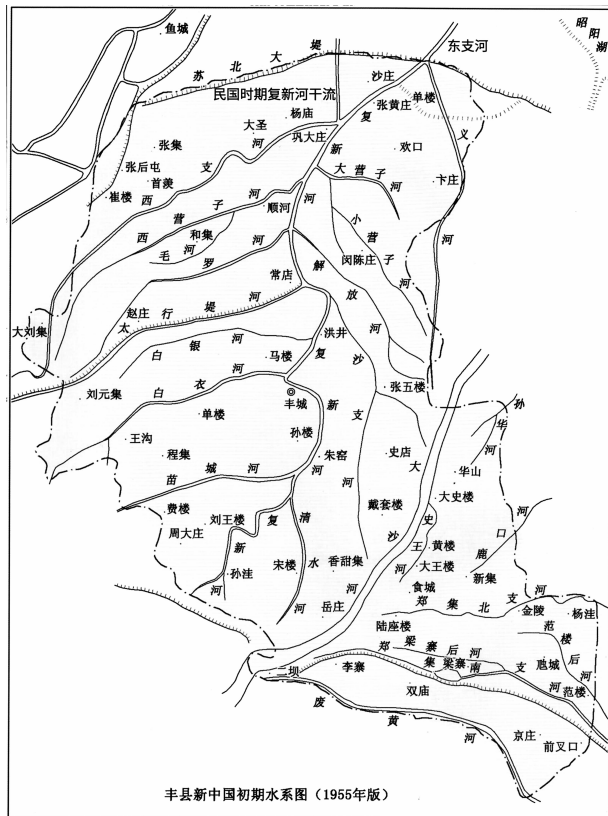 鱼城
昭阳湖
苏北大堤
东支河
沙庄
民国时期复新河干流
杨庙
张黄庄
单楼
复新河
大圣
巩大庄
张集
欢口
义河
西支河
张后屯
首羡
大营子河
卞庄
崔楼
西营子河
顺河
小营子河
和集
毛河
闵陈庄
罗河
解放河
常店
赵庄
太行堤河
大刘集
洪井
白银河
马楼
复新河
沙支河
张五楼
刘元集
白衣河
丰城
孙华河
单楼
孙楼
王沟
程集
朱窑
史店
大沙河
华山
苗城河
戴套楼
大史楼
费楼
刘王楼
复新河
清水河
史王河
黄楼
鹿口河
周大庄
大王楼
孙洼
宋楼
香甜集
新集
食城
郑集北支河
金陵
杨洼
岳庄
陆座楼
范楼后河
郑集南支河
梁寨后河
梁寨
李寨
二坝
虺城
范楼
双庙
废黄河
京庄
前叉口
丰县新中国初期水系图（1955年版）